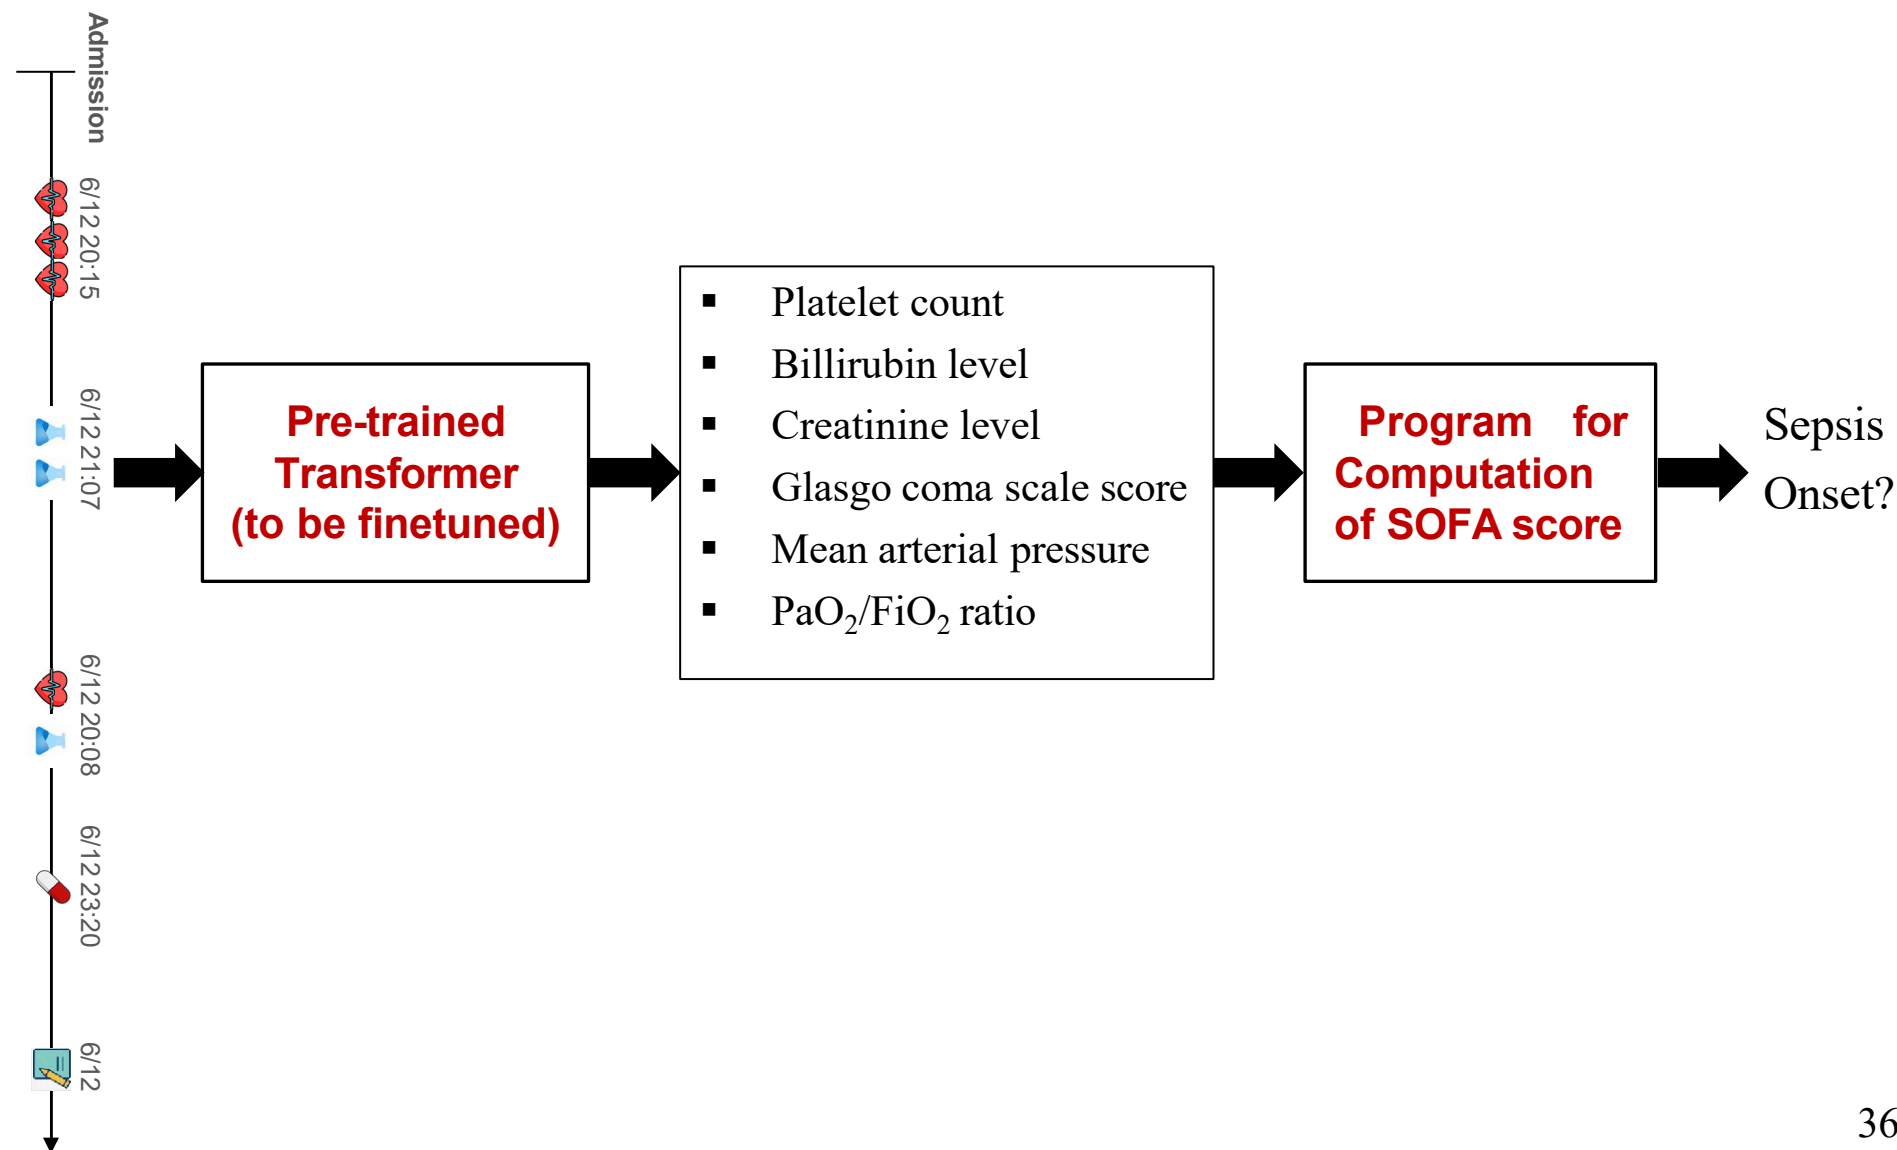 Admission
6/12 20:15
6/12 21:07
6/12 20:08
6/12 23:20
6/12
Pre-trained
Transformer
(to be finetuned)
▪ Platelet count
▪ Billirubin level
▪ Creatinine level
▪ Glasgo coma scale score
▪ Mean arterial pressure
▪ PaO₂/FiO₂ ratio
Program for
Computation
of SOFA score
Sepsis
Onset?
36